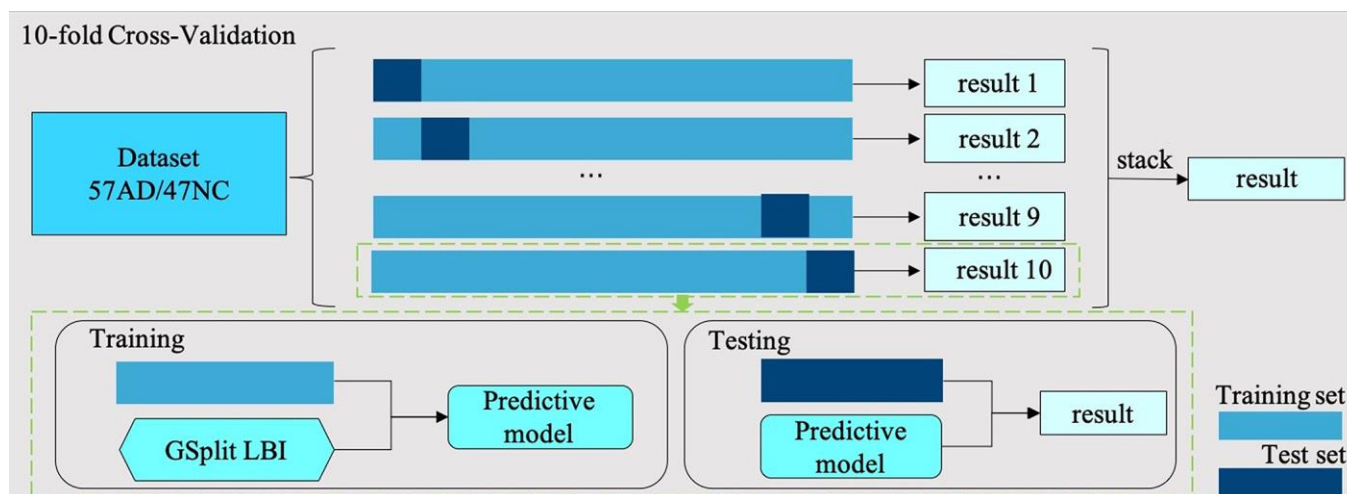 10-fold Cross-Validation
Dataset
57AD/47NC
result 1
result 2
...
...
result 9
result 10
stack
result
Training
GSplit LBI
Predictive
model
Testing
Predictive
model
result
Training set
Test set